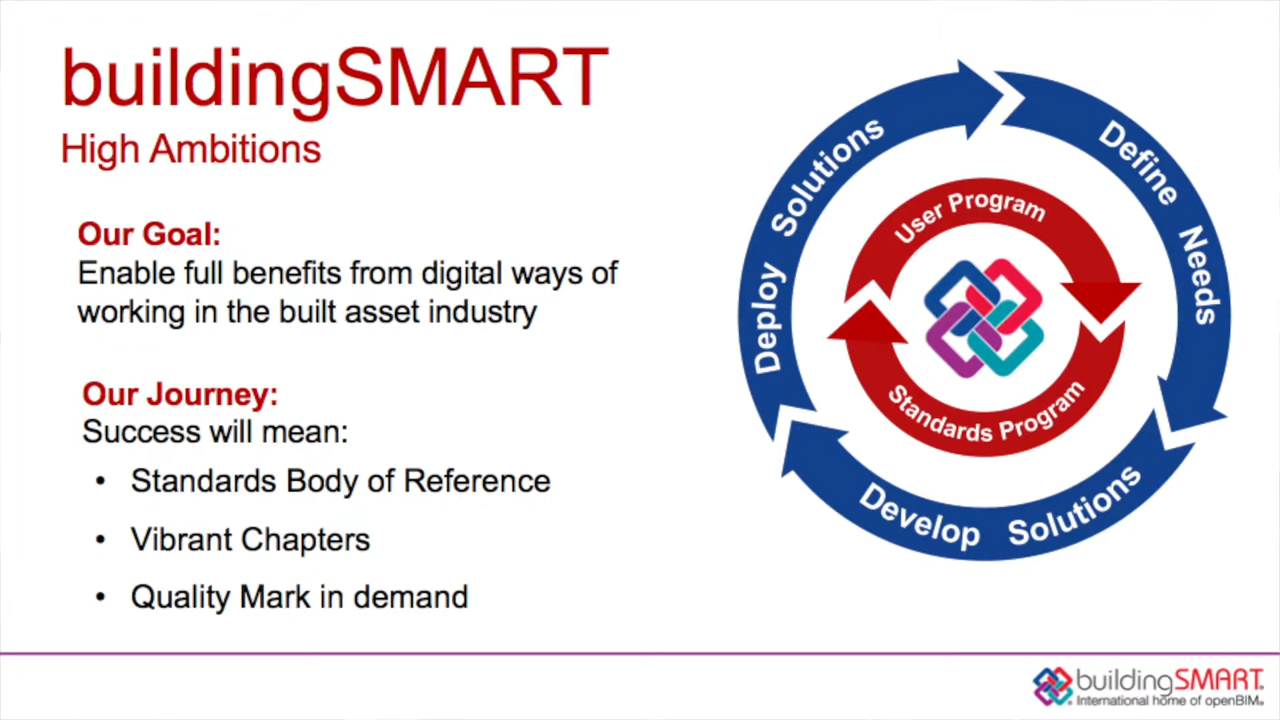 buildingSMART
High Ambitions
Our Goal:
Enable full benefits from digital ways of
working in the built asset industry
Our Journey:
Success will mean:
• Standards Body of Reference
• Vibrant Chapters
• Quality Mark in demand
Deploy Solutions
Define Needs
Develop Solutions
User Program
Standards Program
buildingSMART®
International home of openBIM®